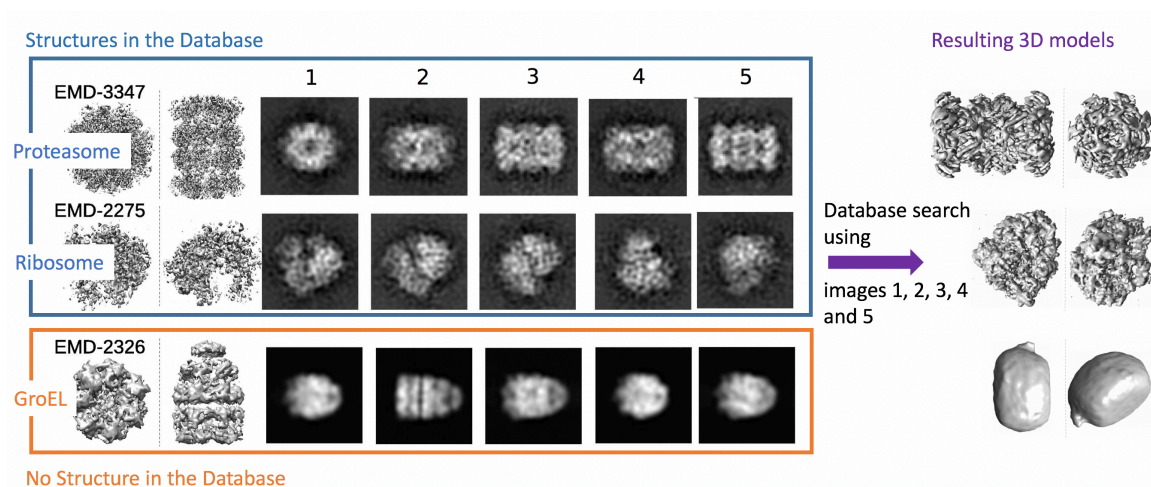 Structures in the Database
Resulting 3D models
1 2 3 4 5
EMD-3347
Proteasome
EMD-2275
Ribosome
Database search
using
images 1, 2, 3, 4
and 5
EMD-2326
GroEL
No Structure in the Database